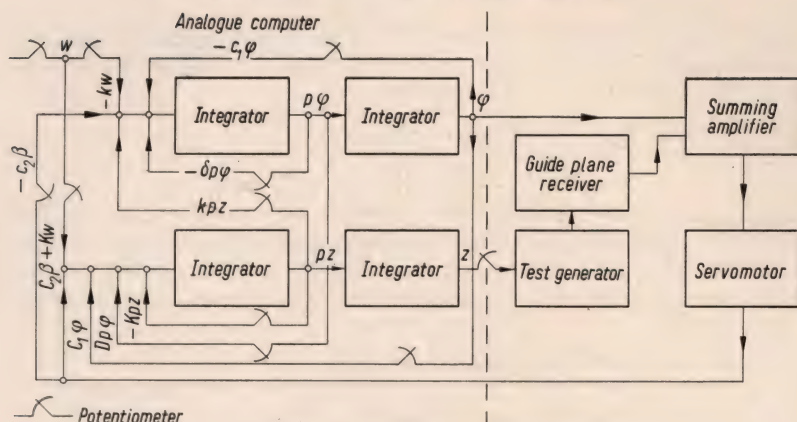 Analogue computer
w
− c₁φ
−kw
Integrator
pφ
Integrator
φ
Summing amplifier
−c₂β
−δpφ
Guide plane receiver
kpz
C₂β + Kw
Integrator
pz
Integrator
z
Test generator
Servomotor
C₁φ
Dpφ
−Kpz
Potentiometer